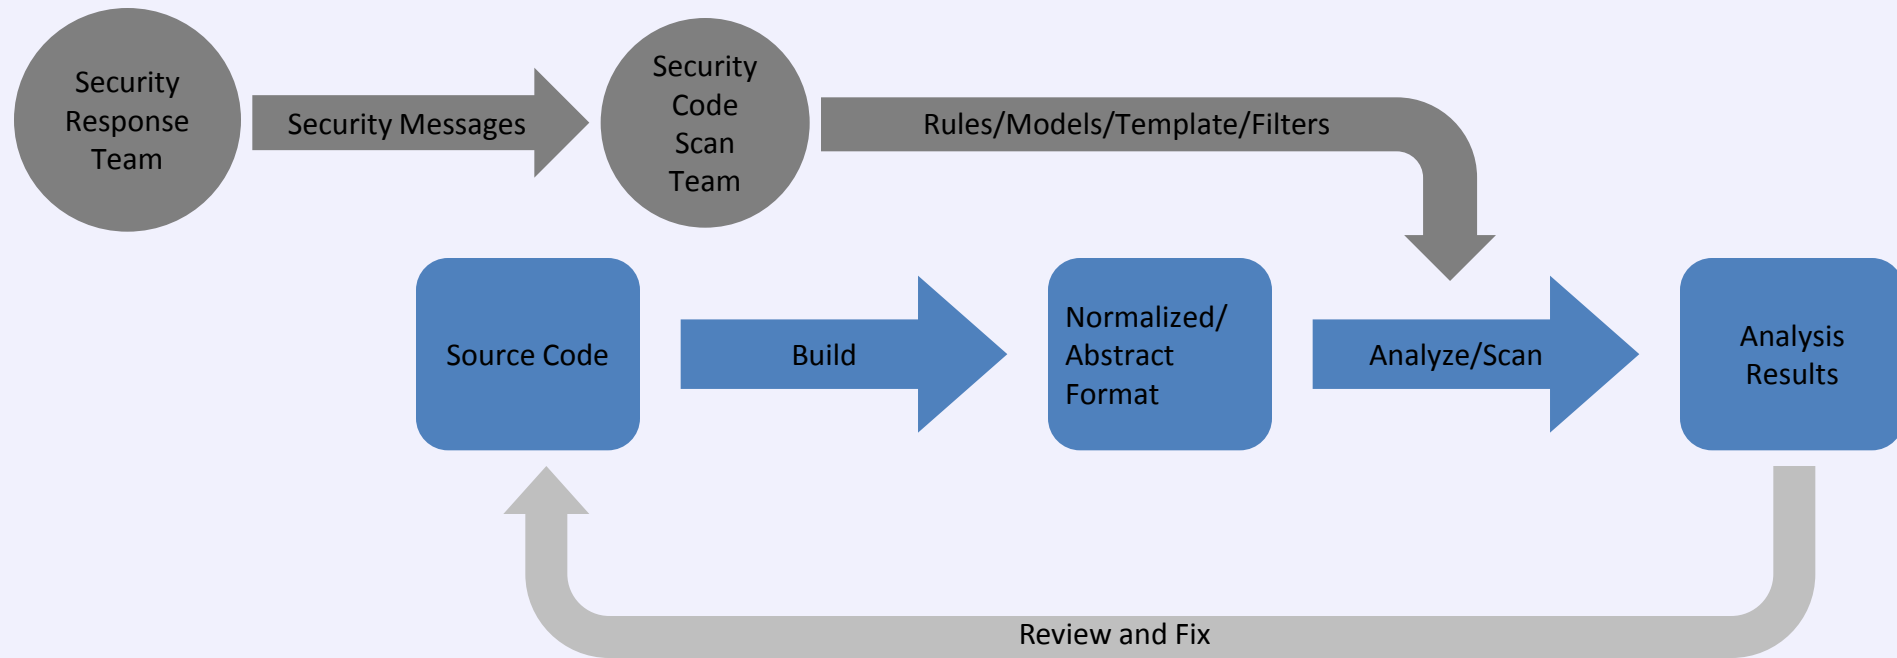 Security
Response
Team
Security Messages
Security
Code
Scan
Team
Rules/Models/Template/Filters
Source Code
Build
Normalized/
Abstract
Format
Analyze/Scan
Analysis
Results
Review and Fix